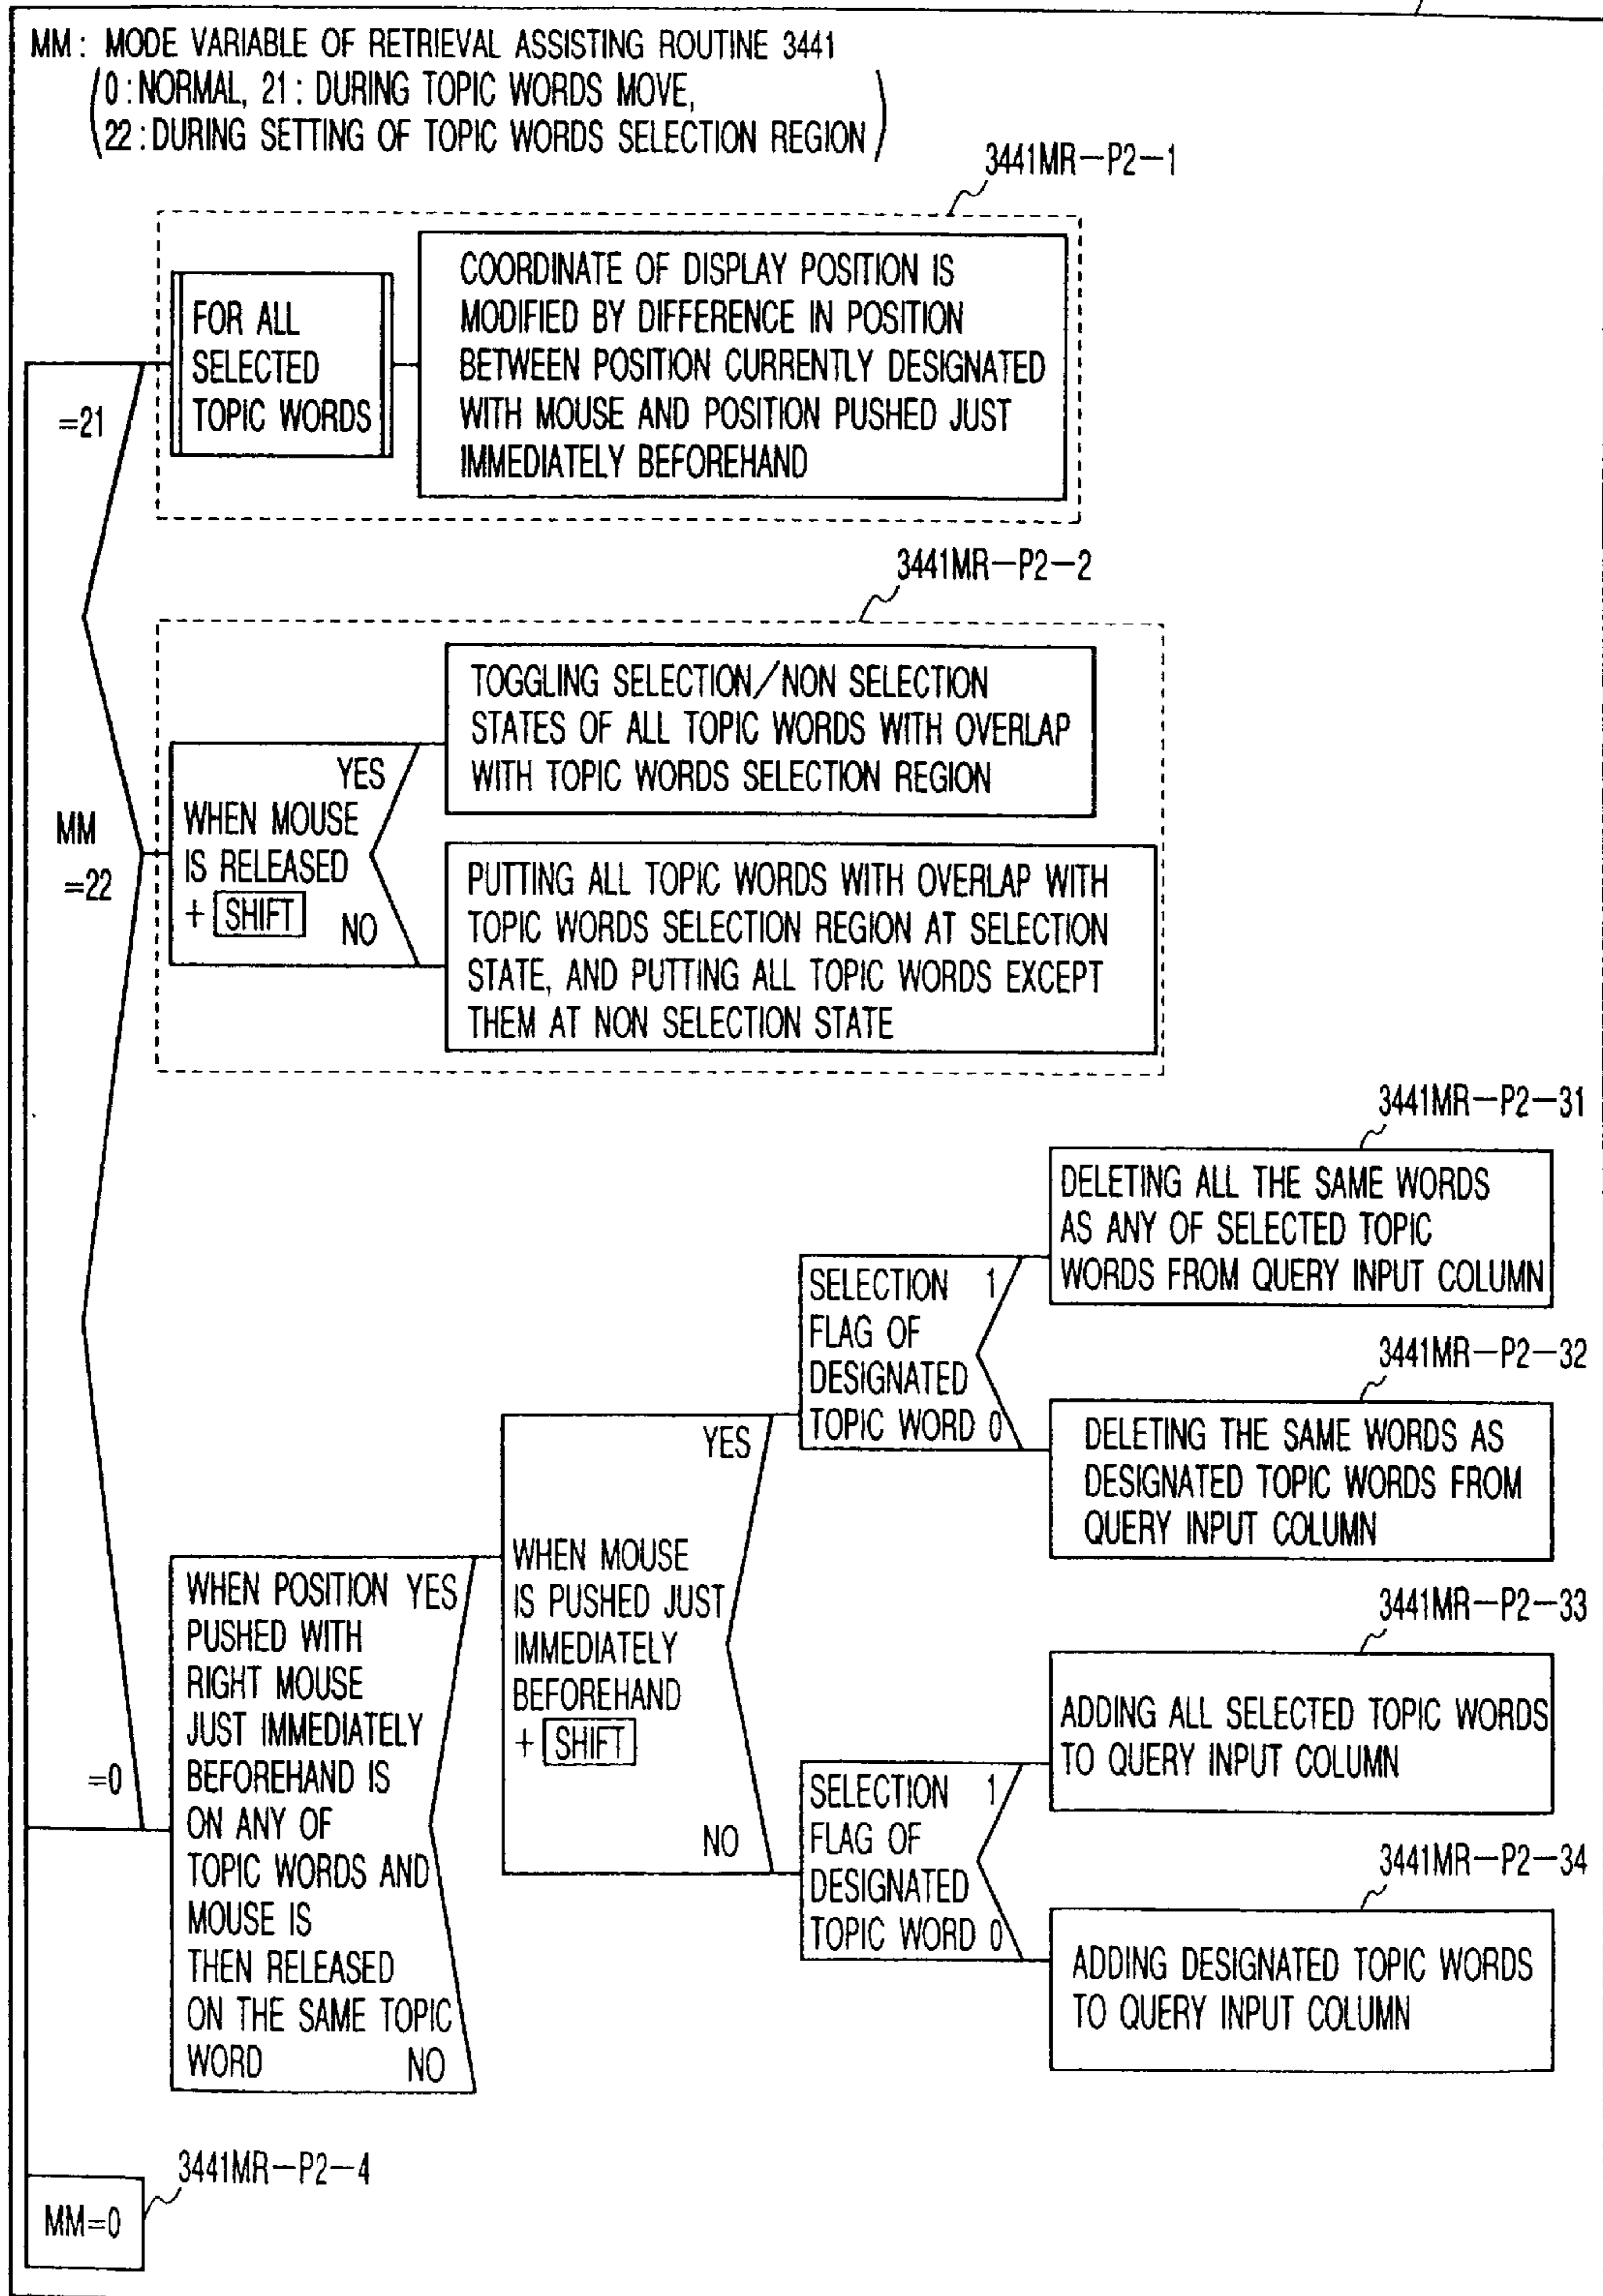 MM: MODE VARIABLE OF RETRIEVAL ASSISTING ROUTINE 3441
(0:NORMAL, 21: DURING TOPIC WORDS MOVE,
22:DURING SETTING OF TOPIC WORDS SELECTION REGION)
3441MR-P2-1
=21
FOR ALL
SELECTED
TOPIC WORDS
COORDINATE OF DISPLAY POSITION IS
MODIFIED BY DIFFERENCE IN POSITION
BETWEEN POSITION CURRENTLY DESIGNATED
WITH MOUSE AND POSITION PUSHED JUST
IMMEDIATELY BEFOREHAND
3441MR-P2-2
MM
=22
YES
WHEN MOUSE
IS RELEASED
+ SHIFT NO
TOGGLING SELECTION/NON SELECTION
STATES OF ALL TOPIC WORDS WITH OVERLAP
WITH TOPIC WORDS SELECTION REGION
PUTTING ALL TOPIC WORDS WITH OVERLAP WITH
TOPIC WORDS SELECTION REGION AT SELECTION
STATE, AND PUTTING ALL TOPIC WORDS EXCEPT
THEM AT NON SELECTION STATE
=0
WHEN POSITION YES
PUSHED WITH
RIGHT MOUSE
JUST IMMEDIATELY
BEFOREHAND IS
ON ANY OF
TOPIC WORDS AND
MOUSE IS
THEN RELEASED
ON THE SAME TOPIC
WORD NO
YES
WHEN MOUSE
IS PUSHED JUST
IMMEDIATELY
BEFOREHAND
+ SHIFT
NO
SELECTION 1
FLAG OF
DESIGNATED
TOPIC WORD 0
3441MR-P2-31
DELETING ALL THE SAME WORDS
AS ANY OF SELECTED TOPIC
WORDS FROM QUERY INPUT COLUMN
3441MR-P2-32
DELETING THE SAME WORDS AS
DESIGNATED TOPIC WORDS FROM
QUERY INPUT COLUMN
SELECTION 1
FLAG OF
DESIGNATED
TOPIC WORD 0
3441MR-P2-33
ADDING ALL SELECTED TOPIC WORDS
TO QUERY INPUT COLUMN
3441MR-P2-34
ADDING DESIGNATED TOPIC WORDS
TO QUERY INPUT COLUMN
3441MR-P2-4
MM=0